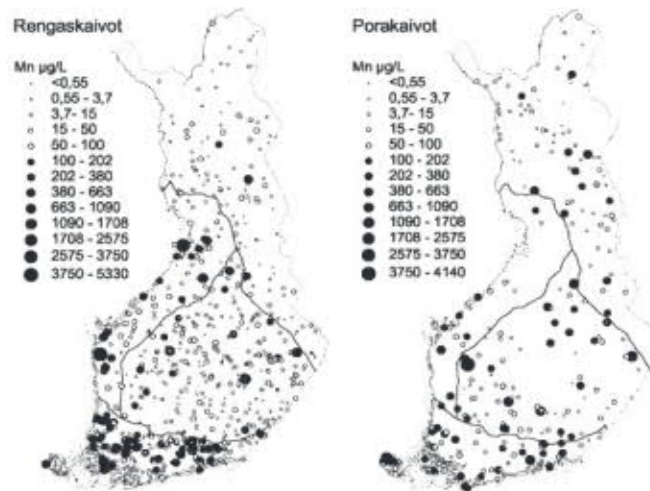 Rengaskaivot
Mn µg/L
<0,55
0,55 - 3,7
3,7- 15
15 - 50
50 - 100
100 - 202
202 - 380
380 - 663
663 - 1090
1090 - 1708
1708 - 2575
2575 - 3750
3750 - 5330
Porakaivot
Mn µg/L
<0,55
0,55 - 3,7
3,7 - 15
15 - 50
50 - 100
100 - 202
202 - 380
380 - 663
663 - 1090
1090 - 1708
1708 - 2575
2575 - 3750
3750 - 4140